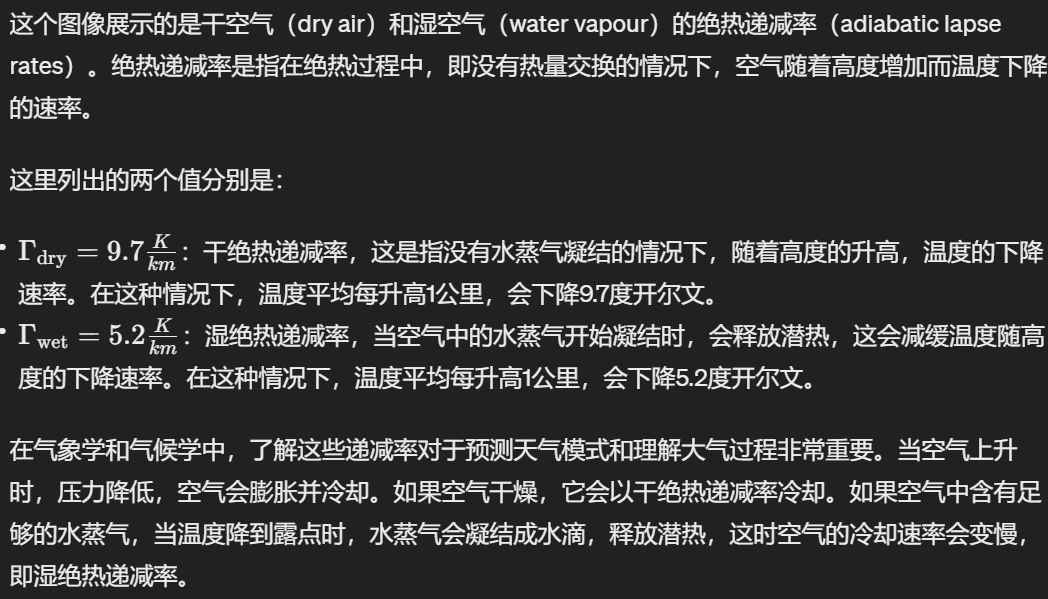 这个图像展示的是干空气（dry air）和湿空气（water vapour）的绝热递减率（adiabatic lapse
rates）。绝热递减率是指在绝热过程中，即没有热量交换的情况下，空气随着高度增加而温度下降
的速率。
这里列出的两个值分别是：
• Γdry = 9.7 K/km：干绝热递减率，这是指没有水蒸气凝结的情况下，随着高度的升高，温度的下降
速率。在这种情况下，温度平均每升高1公里，会下降9.7度开尔文。
• Γwet = 5.2 K/km：湿绝热递减率，当空气中的水蒸气开始凝结时，会释放潜热，这会减缓温度随高
度的下降速率。在这种情况下，温度平均每升高1公里，会下降5.2度开尔文。
在气象学和气候学中，了解这些递减率对于预测天气模式和理解大气过程非常重要。当空气上升
时，压力降低，空气会膨胀并冷却。如果空气干燥，它会以干绝热递减率冷却。如果空气中含有足
够的水蒸气，当温度降到露点时，水蒸气会凝结成水滴，释放潜热，这时空气的冷却速率会变慢，
即湿绝热递减率。